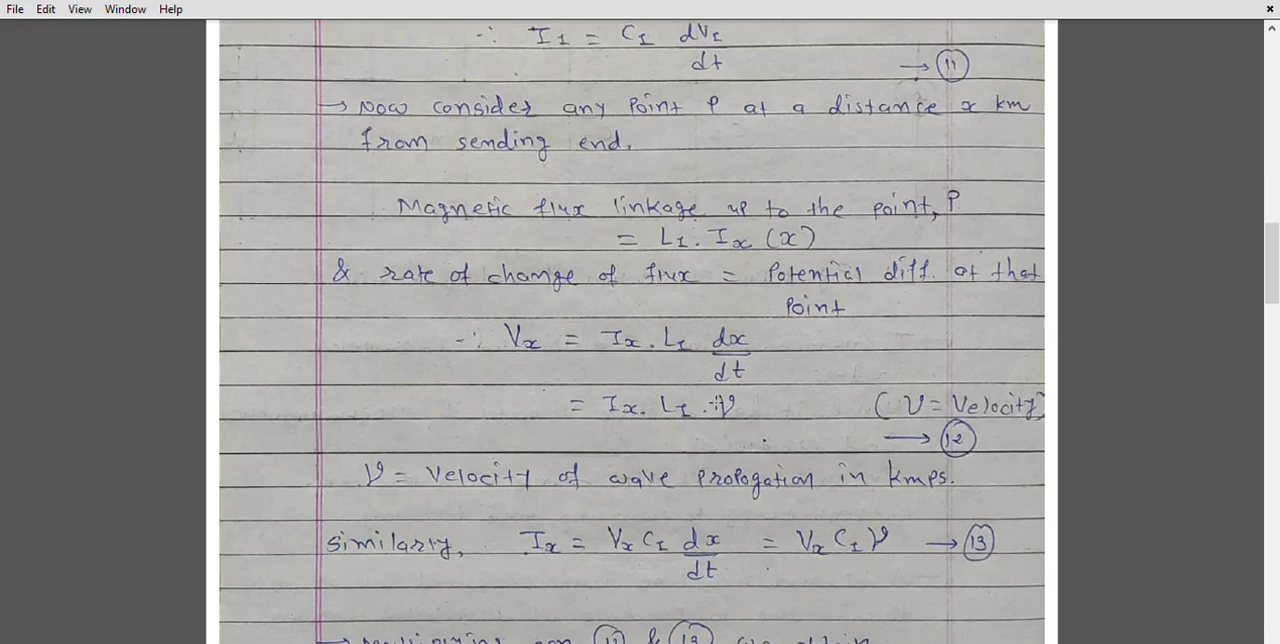 File Edit View Window Help
∴ I1 = C1 dV1
dt
→ (11)
→ Now consider any Point P at a distance x km
from sending end.
Magnetic flux linkage up to the point, P.
= L1. Ix (x)
& rate of change of flux = Potential diff. at that
Point
∴ Vx = Ix . L1 dx
dt
= Ix. L1 . v (v = Velocity)
→ (12)
v = Velocity of wave propogation in kmps.
similarly, Ix = Vx C1 dx = Vx C1 v → (13)
dt
(12) & (13)